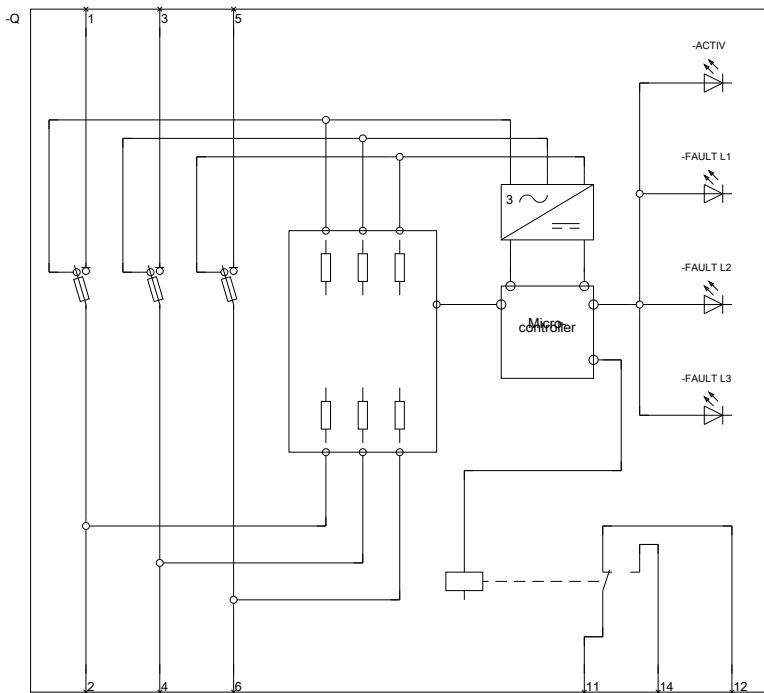 -Q
1
3
5
-ACTIV
-FAULT L1
3
-FAULT L2
Micro-
controller
-FAULT L3
2
4
6
11
14
12